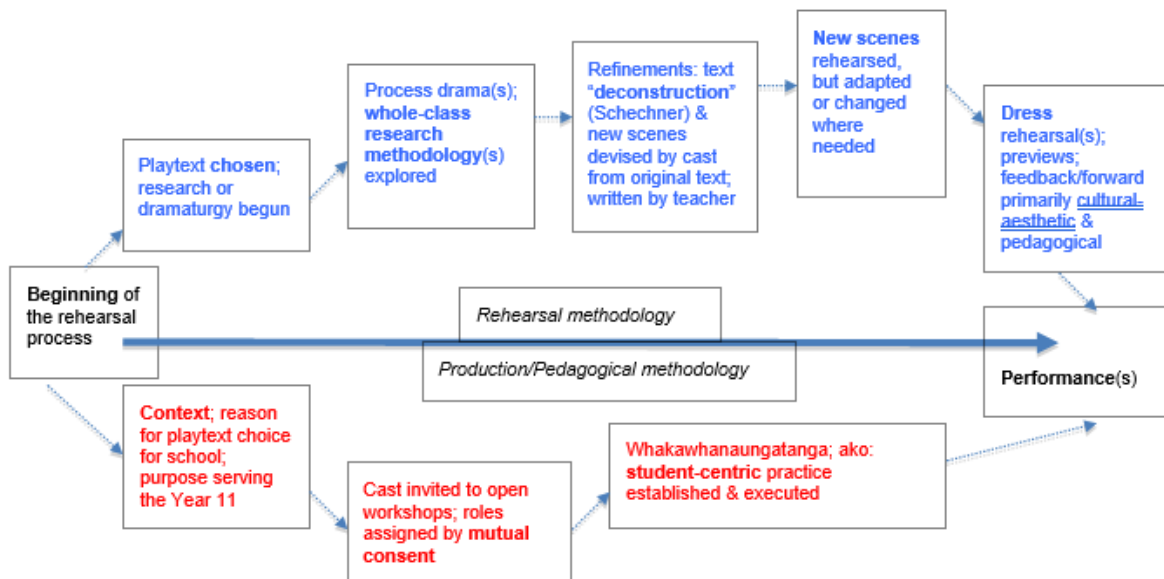 Beginning of
the rehearsal
process
Playtext chosen;
research or
dramaturgy begun
Process drama(s);
whole-class
research
methodology(s)
explored
Refinements: text
“deconstruction”
(Schechner) &
new scenes
devised by cast
from original text;
written by teacher
New scenes
rehearsed,
but adapted
or changed
where
needed
Dress
rehearsal(s);
previews;
feedback/forward
primarily cultural-
aesthetic &
pedagogical
Rehearsal methodology
Production/Pedagogical methodology
Performance(s)
Context; reason
for playtext choice
for school;
purpose serving
the Year 11
Cast invited to open
workshops; roles
assigned by mutual
consent
Whakawhanaungatanga; ako:
student-centric practice
established & executed